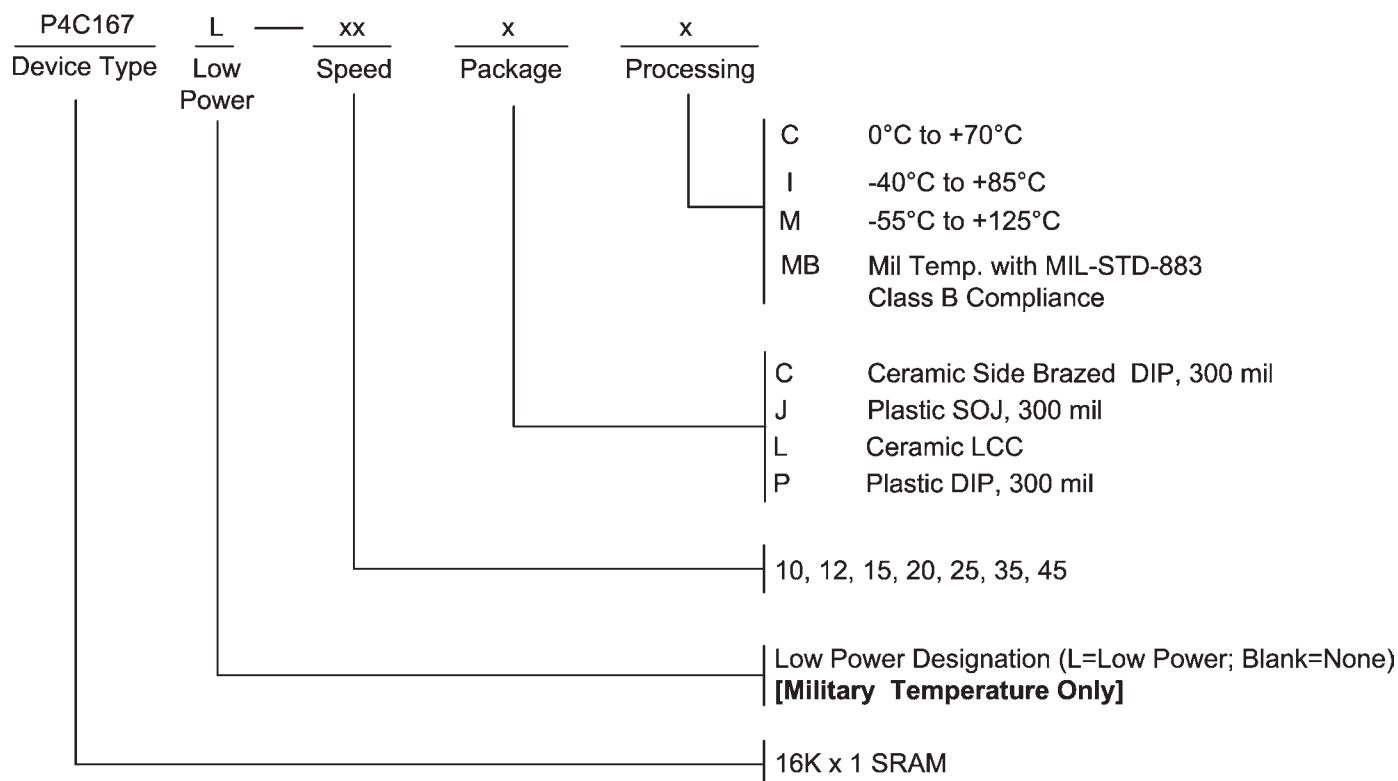 P4C167 L — xx x x
Device Type Low Power Speed Package Processing
C 0°C to +70°C
I -40°C to +85°C
M -55°C to +125°C
MB Mil Temp. with MIL-STD-883
Class B Compliance
C Ceramic Side Brazed DIP, 300 mil
J Plastic SOJ, 300 mil
L Ceramic LCC
P Plastic DIP, 300 mil
10, 12, 15, 20, 25, 35, 45
Low Power Designation (L=Low Power; Blank=None)
[Military Temperature Only]
16K x 1 SRAM